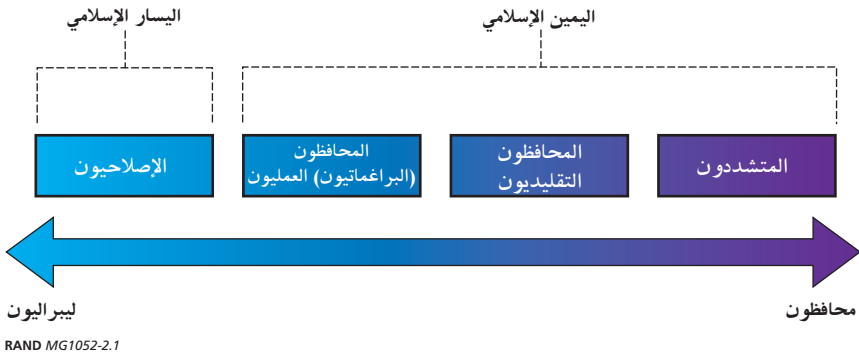 اليمين الإسلامي
اليسار الإسلامي
المتشددون
المحافظون
التقليديون
المحافظون
(البراغماتيون) العمليون
الإصلاحيون
محافظون
ليبراليون
RAND MG1052-2.1